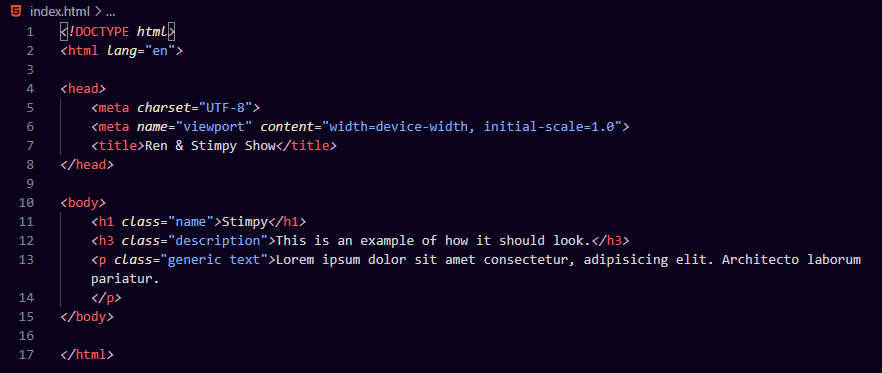 index.html > ...
1 <!DOCTYPE html>
2 <html lang="en">
3
4 <head>
5 <meta charset="UTF-8">
6 <meta name="viewport" content="width=device-width, initial-scale=1.0">
7 <title>Ren & Stimpy Show</title>
8 </head>
9
10 <body>
11 <h1 class="name">Stimpy</h1>
12 <h3 class="description">This is an example of how it should look.</h3>
13 <p class="generic text">Lorem ipsum dolor sit amet consectetur, adipisicing elit. Architecto laborum
pariatur.
14 </p>
15 </body>
16
17 </html>